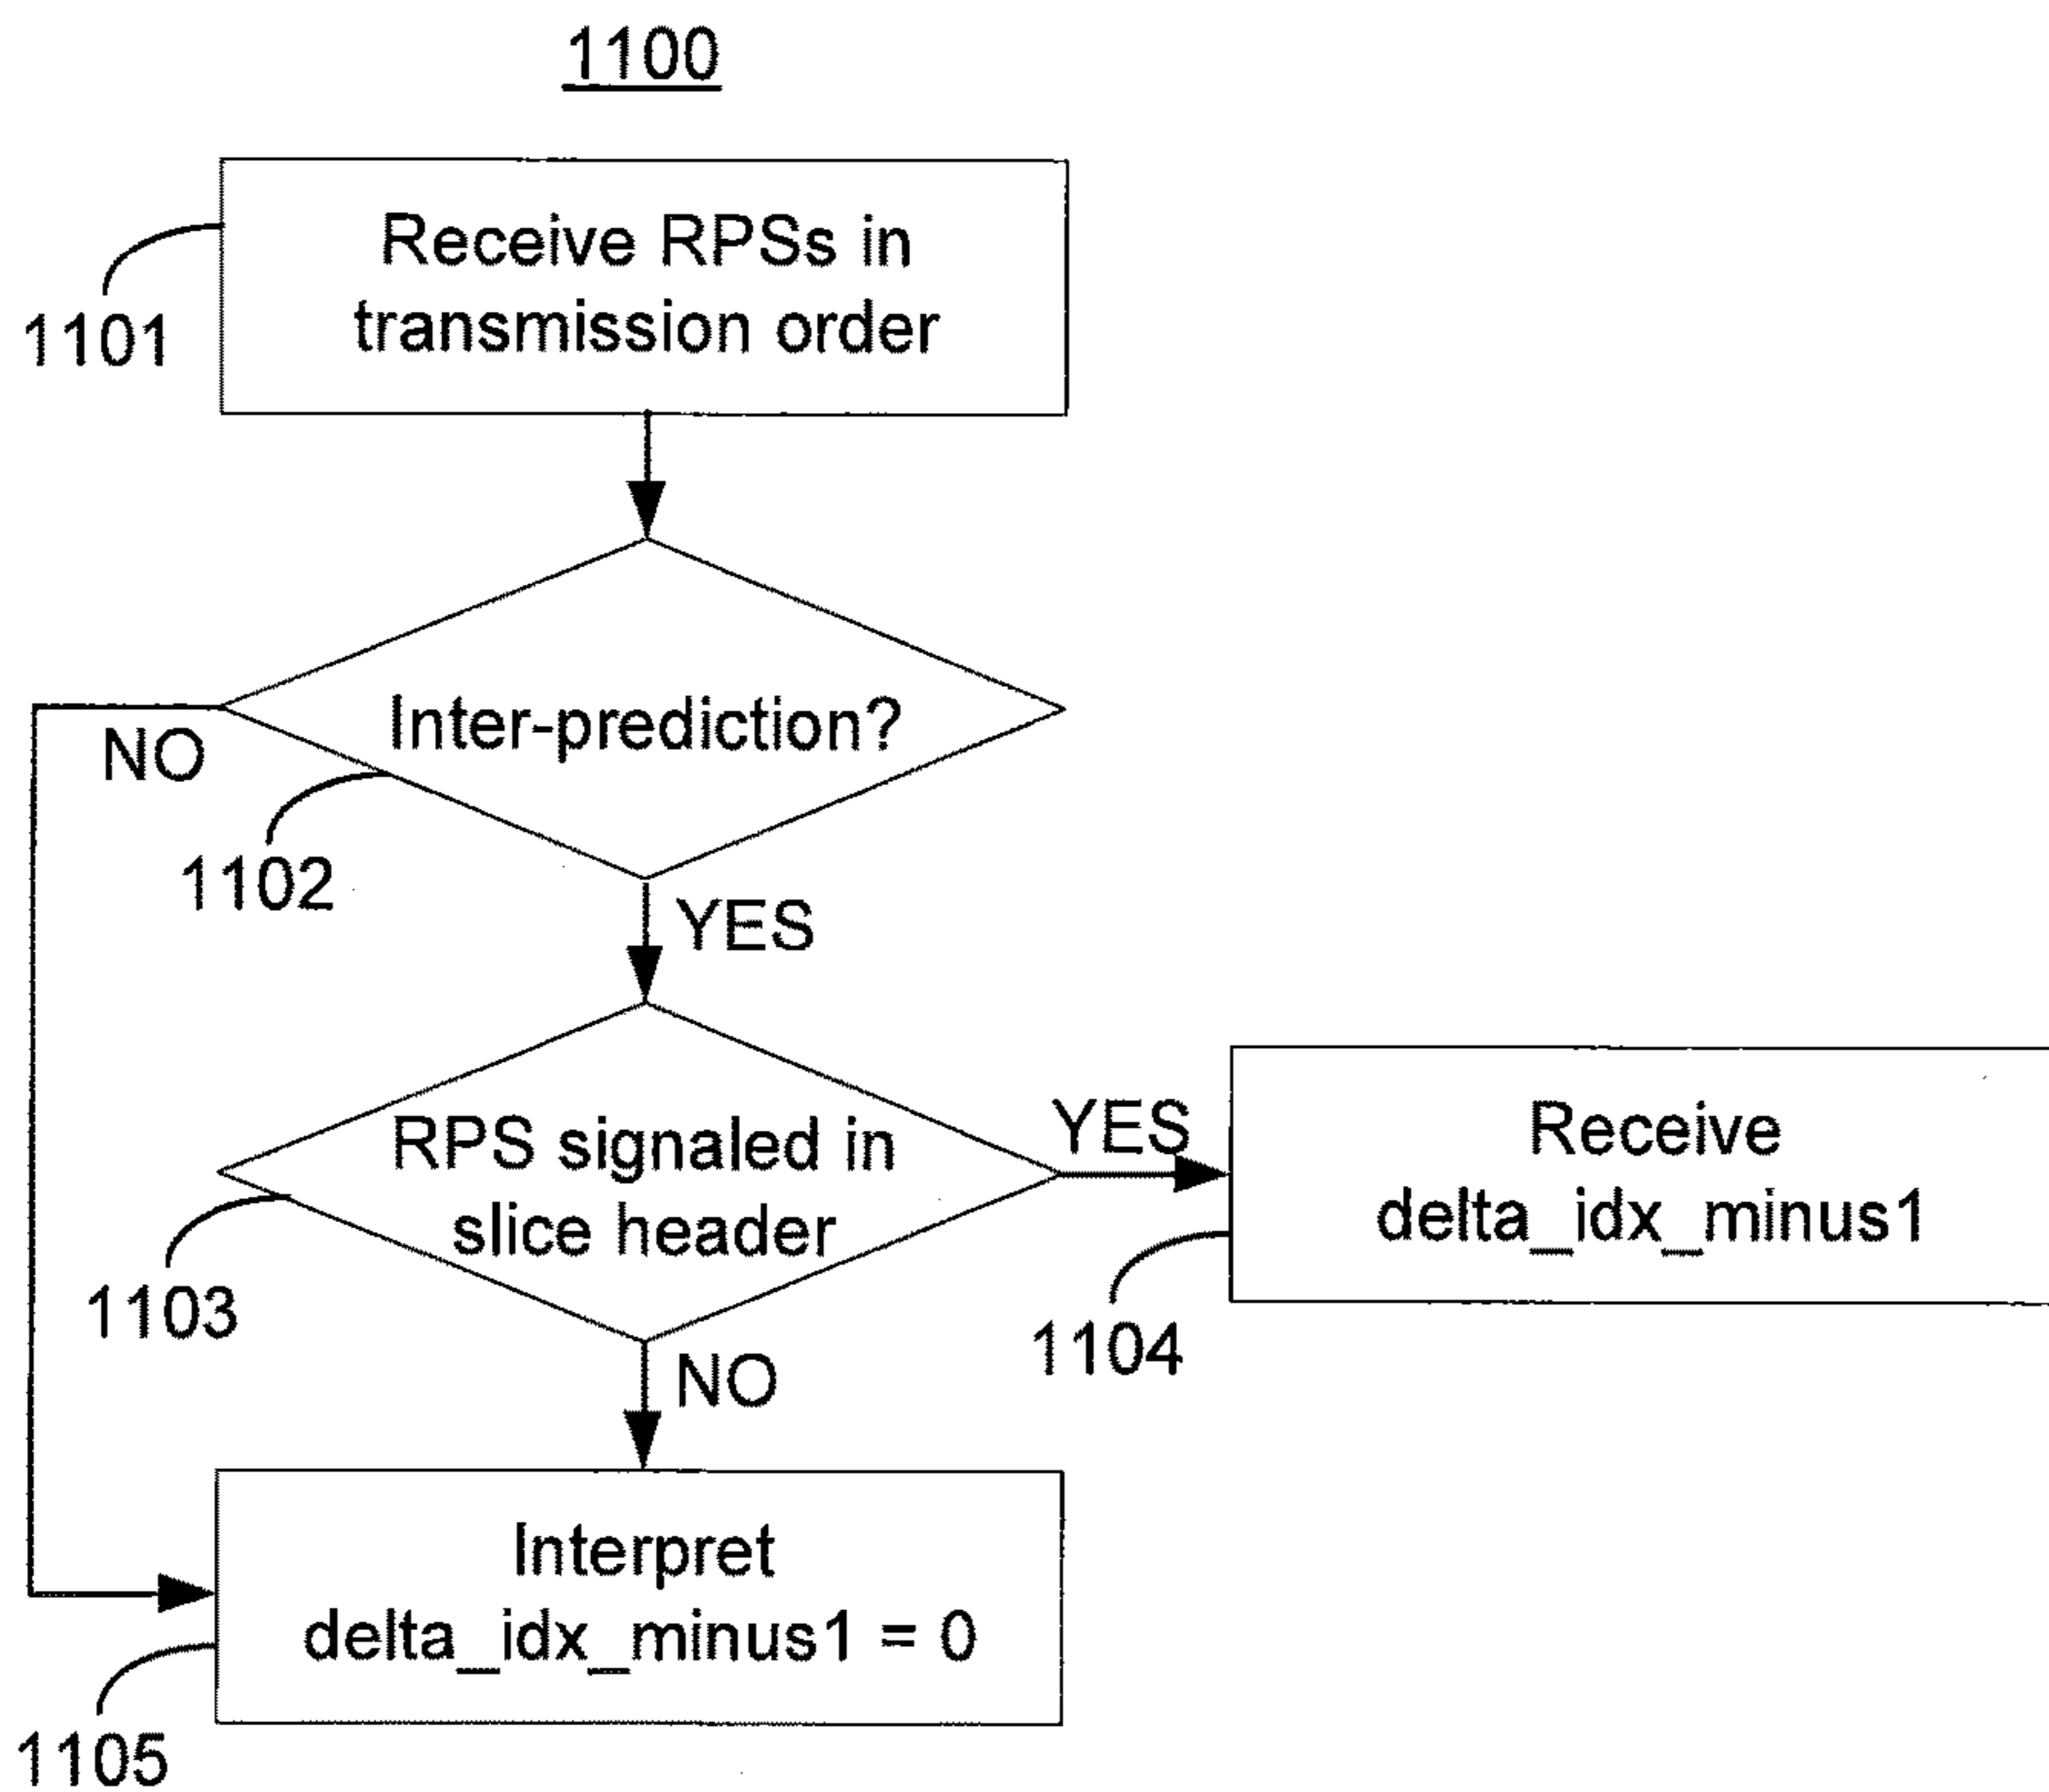 1100
Receive RPSs in
transmission order
1101
Inter-prediction?
NO
1102
YES
RPS signaled in
slice header
YES
1103
Receive
delta_idx_minus1
1104
NO
Interpret
delta_idx_minus1 = 0
1105